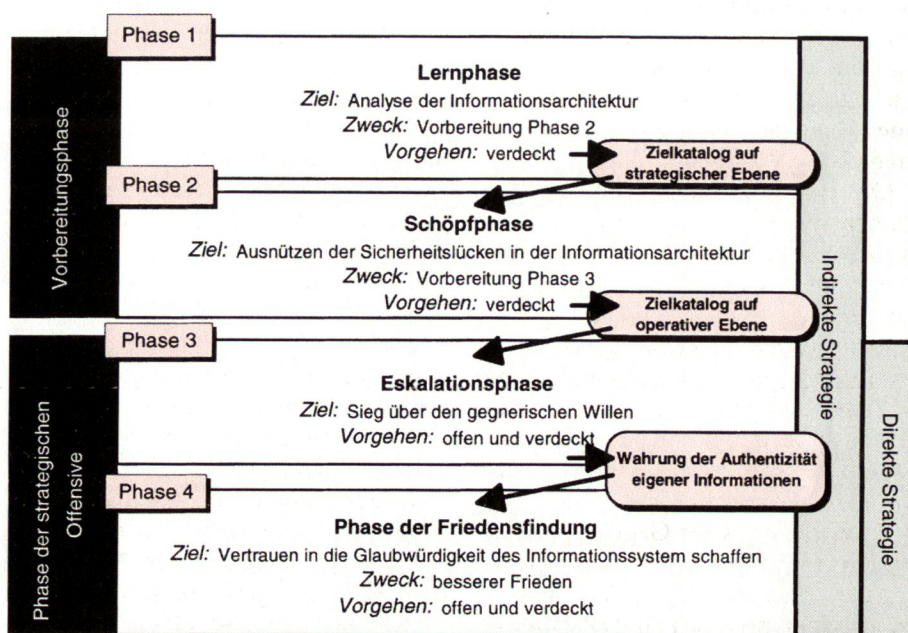 Phase 1
Lernphase
Ziel: Analyse der Informationsarchitektur
Zweck: Vorbereitung Phase 2
Vorgehen: verdeckt
Zielkatalog auf
strategischer Ebene
Vorbereitungsphase
Phase 2
Schöpfphase
Ziel: Ausnützen der Sicherheitslücken in der Informationsarchitektur
Zweck: Vorbereitung Phase 3
Vorgehen: verdeckt
Zielkatalog auf
operativer Ebene
Indirekte Strategie
Phase 3
Eskalationsphase
Ziel: Sieg über den gegnerischen Willen
Vorgehen: offen und verdeckt
Wahrung der Authentizität
eigener Informationen
Phase der strategischen
Offensive
Direkte Strategie
Phase 4
Phase der Friedensfindung
Ziel: Vertrauen in die Glaubwürdigkeit des Informationssystem schaffen
Zweck: besserer Frieden
Vorgehen: offen und verdeckt